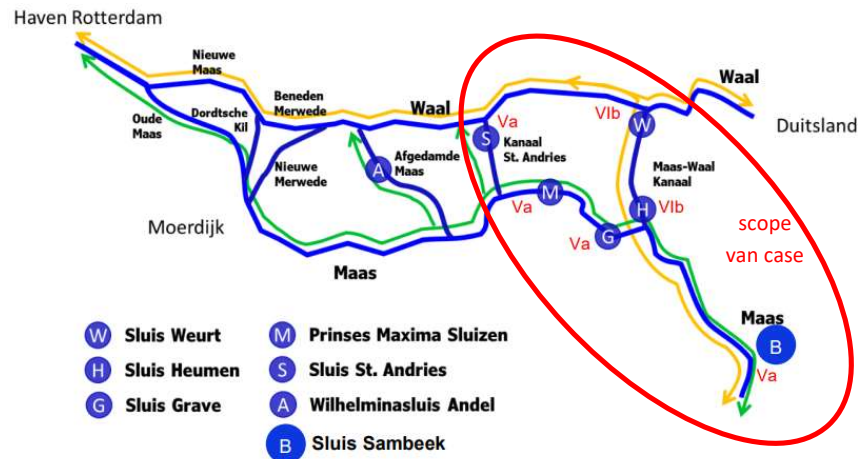 Haven Rotterdam
Nieuwe
Maas
Beneden
Merwede
Waal
Waal
Oude
Maas
Dordtsche
Kil
Va
S
Kanaal
St. Andries
VIb
W
Duitsland
Nieuwe
Merwede
A
Afgedamde
Maas
Maas-Waal
Kanaal
Moerdijk
Va
M
H
VIb
Va
G
scope
van case
Maas
Maas
B
Va
W Sluis Weurt
H Sluis Heumen
G Sluis Grave
M Prinses Maxima Sluizen
S Sluis St. Andries
A Wilhelminasluis Andel
B Sluis Sambeek